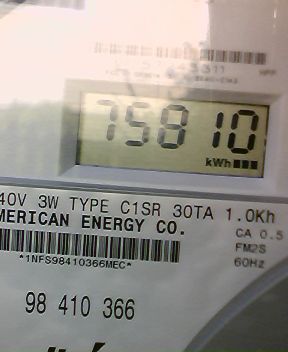 75810
kWh
40V 3W TYPE C1SR 30TA 1.0Kh
MERICAN ENERGY CO.
CA 0.5
FM2S
*1NFS98410366MEC*
60Hz
98 410 366